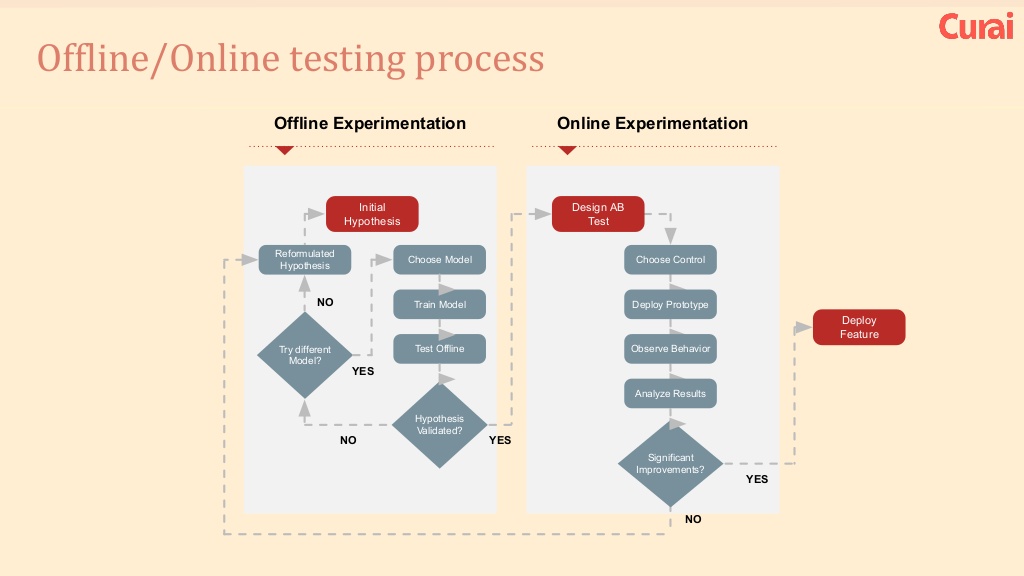 Curai
Offline/Online testing process
Offline Experimentation
Online Experimentation
Initial
Hypothesis
Reformulated
Hypothesis
Choose Model
Train Model
Test Offline
NO
Try different
Model?
YES
Hypothesis
Validated?
NO
YES
Design AB
Test
Choose Control
Deploy Prototype
Observe Behavior
Analyze Results
Significant
Improvements?
YES
NO
Deploy
Feature